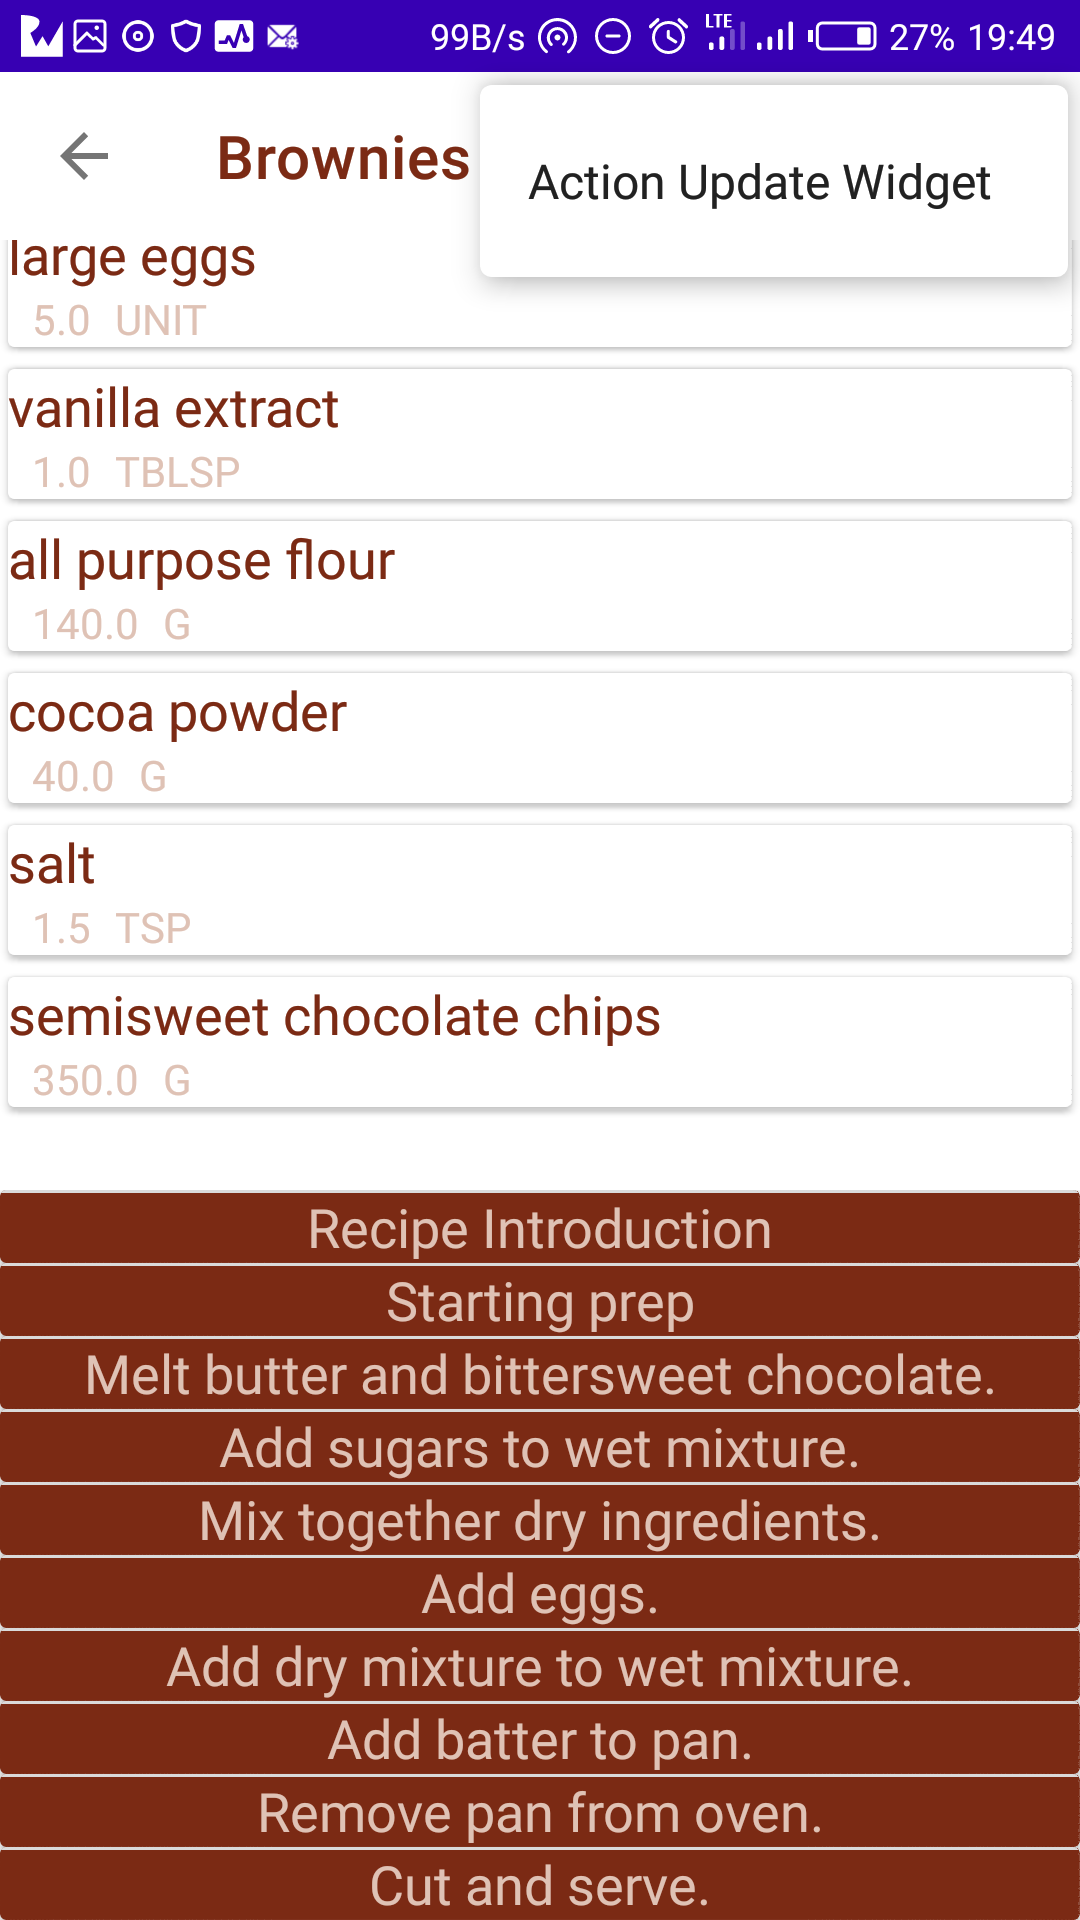 99B/s LTE 27% 19:49
Brownies
Action Update Widget
large eggs
5.0 UNIT
vanilla extract
1.0 TBLSP
all purpose flour
140.0 G
cocoa powder
40.0 G
salt
1.5 TSP
semisweet chocolate chips
350.0 G
Recipe Introduction
Starting prep
Melt butter and bittersweet chocolate.
Add sugars to wet mixture.
Mix together dry ingredients.
Add eggs.
Add dry mixture to wet mixture.
Add batter to pan.
Remove pan from oven.
Cut and serve.